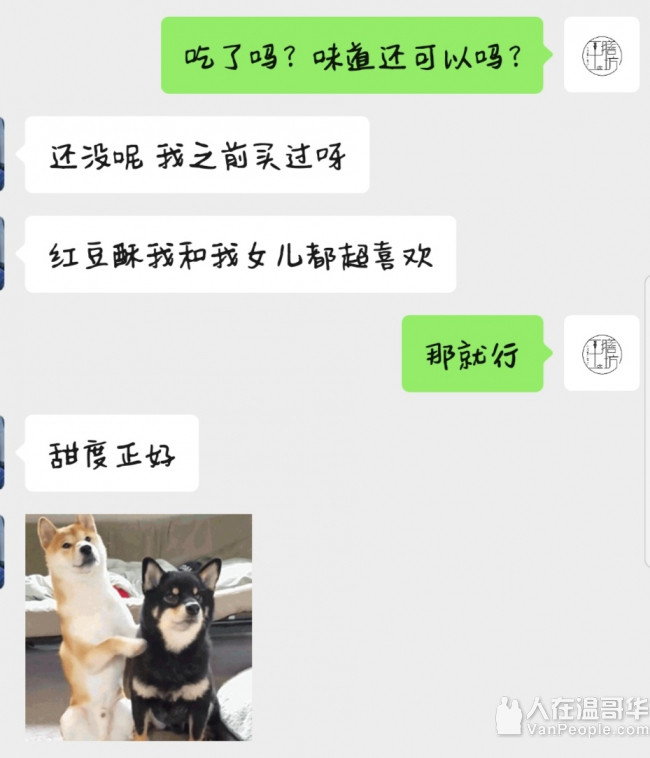 吃了吗？味道还可以吗？
还没呢 我之前买过呀
红豆酥我和我女儿都超喜欢
那就行
甜度正好
人在温哥华
VanPeople.com